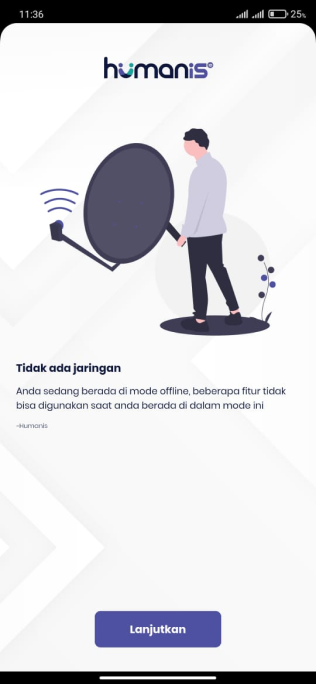 11:36
25%
humanis
Tidak ada jaringan
Anda sedang berada di mode offline, beberapa fitur tidak
bisa digunakan saat anda berada di dalam mode ini
~Humanis
Lanjutkan